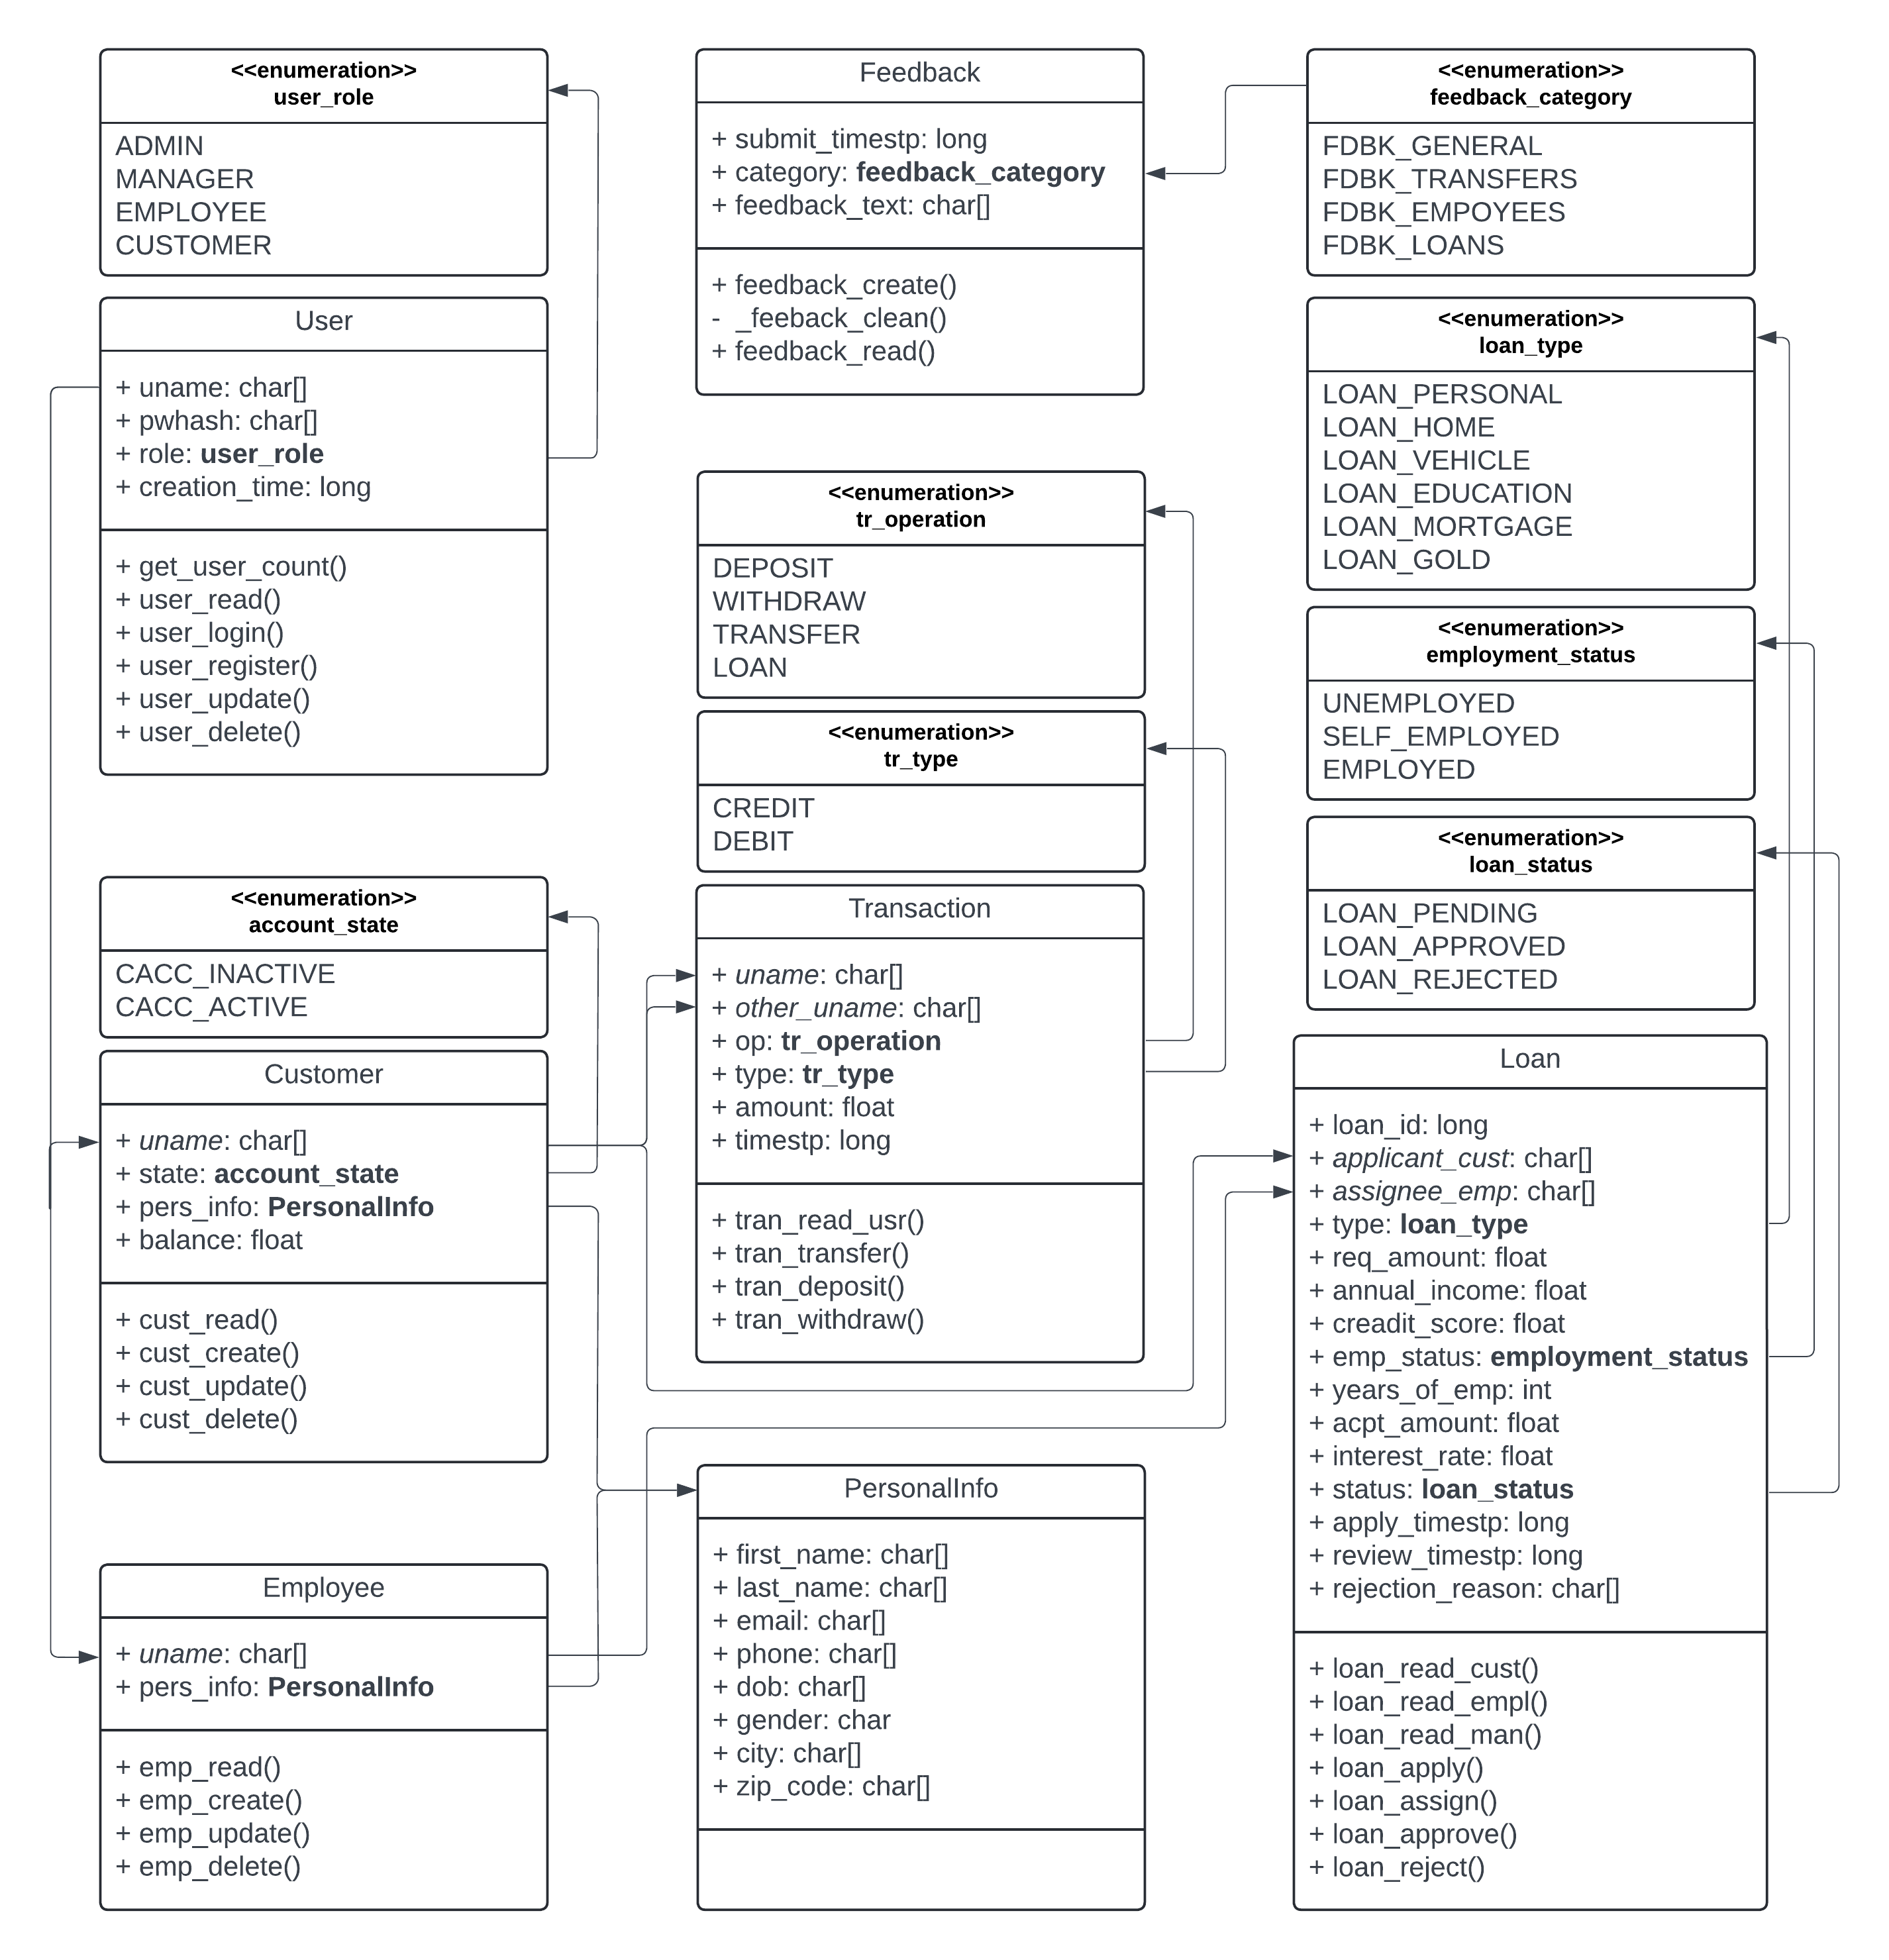 <<enumeration>>
user_role
ADMIN
MANAGER
EMPLOYEE
CUSTOMER
User
+ uname: char[]
+ pwhash: char[]
+ role: user_role
+ creation_time: long
+ get_user_count()
+ user_read()
+ user_login()
+ user_register()
+ user_update()
+ user_delete()
<<enumeration>>
account_state
CACC_INACTIVE
CACC_ACTIVE
Customer
+ uname: char[]
+ state: account_state
+ pers_info: PersonalInfo
+ balance: float
+ cust_read()
+ cust_create()
+ cust_update()
+ cust_delete()
Employee
+ uname: char[]
+ pers_info: PersonalInfo
+ emp_read()
+ emp_create()
+ emp_update()
+ emp_delete()
Feedback
+ submit_timestp: long
+ category: feedback_category
+ feedback_text: char[]
+ feedback_create()
- _feeback_clean()
+ feedback_read()
<<enumeration>>
tr_operation
DEPOSIT
WITHDRAW
TRANSFER
LOAN
<<enumeration>>
tr_type
CREDIT
DEBIT
Transaction
+ uname: char[]
+ other_uname: char[]
+ op: tr_operation
+ type: tr_type
+ amount: float
+ timestp: long
+ tran_read_usr()
+ tran_transfer()
+ tran_deposit()
+ tran_withdraw()
PersonalInfo
+ first_name: char[]
+ last_name: char[]
+ email: char[]
+ phone: char[]
+ dob: char[]
+ gender: char
+ city: char[]
+ zip_code: char[]
<<enumeration>>
feedback_category
FDBK_GENERAL
FDBK_TRANSFERS
FDBK_EMPOYEES
FDBK_LOANS
<<enumeration>>
loan_type
LOAN_PERSONAL
LOAN_HOME
LOAN_VEHICLE
LOAN_EDUCATION
LOAN_MORTGAGE
LOAN_GOLD
<<enumeration>>
employment_status
UNEMPLOYED
SELF_EMPLOYED
EMPLOYED
<<enumeration>>
loan_status
LOAN_PENDING
LOAN_APPROVED
LOAN_REJECTED
Loan
+ loan_id: long
+ applicant_cust: char[]
+ assignee_emp: char[]
+ type: loan_type
+ req_amount: float
+ annual_income: float
+ creadit_score: float
+ emp_status: employment_status
+ years_of_emp: int
+ acpt_amount: float
+ interest_rate: float
+ status: loan_status
+ apply_timestp: long
+ review_timestp: long
+ rejection_reason: char[]
+ loan_read_cust()
+ loan_read_empl()
+ loan_read_man()
+ loan_apply()
+ loan_assign()
+ loan_approve()
+ loan_reject()